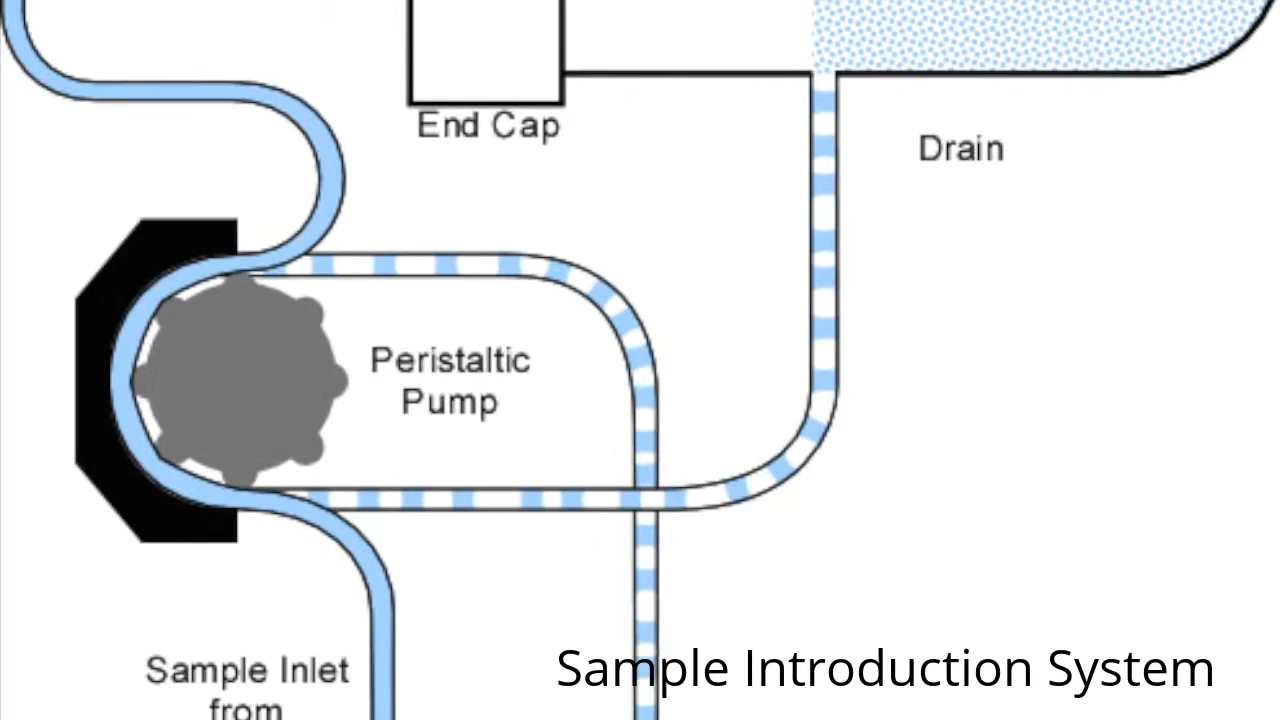 End Cap
Drain
Peristaltic
Pump
Sample Inlet
from
Sample Introduction System